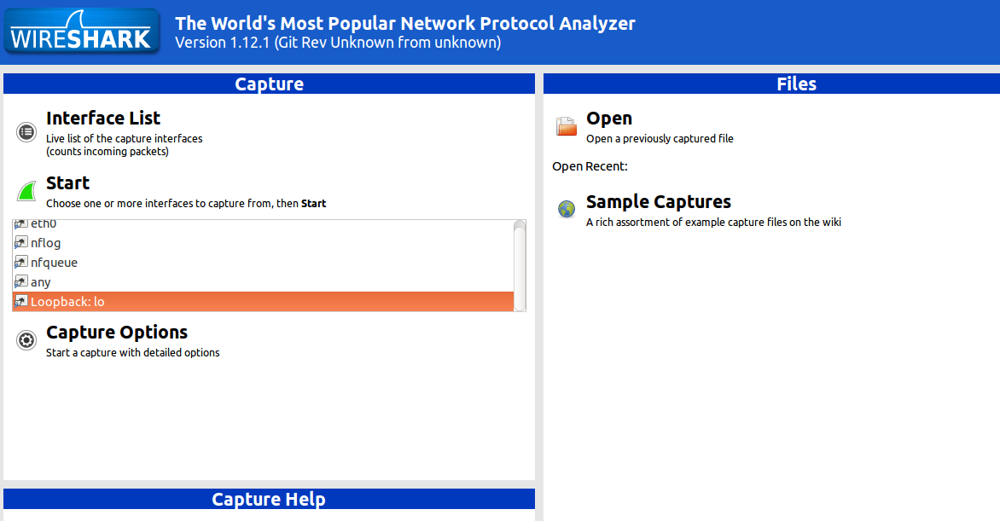 WIRESHARK
The World's Most Popular Network Protocol Analyzer
Version 1.12.1 (Git Rev Unknown from unknown)
Capture
Interface List
Live list of the capture interfaces
(counts incoming packets)
Start
Choose one or more interfaces to capture from, then Start
eth0
nflog
nfqueue
any
Loopback: lo
Capture Options
Start a capture with detailed options
Capture Help
Files
Open
Open a previously captured file
Open Recent:
Sample Captures
A rich assortment of example capture files on the wiki